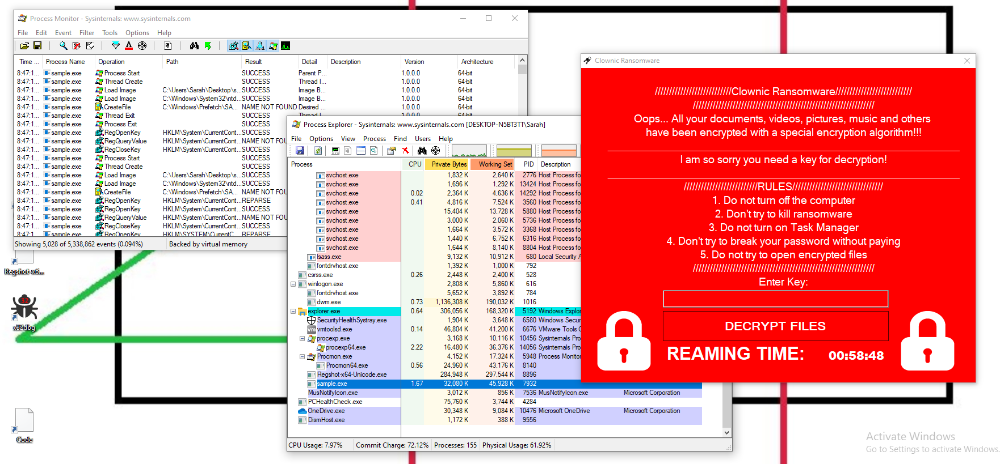 Process Monitor - Sysinternals: www.sysinternals.com
File Edit Event Filter Tools Options Help
Time ... Process Name Operation Path Result Detail Description Version Architecture
8:47:1... sample.exe Process Start SUCCESS Parent P... 1.0.0.0 64-bit
8:47:1... sample.exe Thread Create SUCCESS Thread I... 1.0.0.0 64-bit
8:47:1... sample.exe Load Image C:\Users\Sarah\Desktop\s... SUCCESS Image B... 1.0.0.0 64-bit
8:47:1... sample.exe Load Image C:\Windows\System32\ntd... SUCCESS Image B... 1.0.0.0 64-bit
8:47:1... sample.exe CreateFile C:\Windows\Prefetch\SA... NAME NOT FOUND Desired ... 1.0.0.0 64-bit
8:47:1... sample.exe Thread Exit SUCCESS
8:47:1... sample.exe Process Exit SUCCESS
8:47:1... sample.exe RegOpenKey HKLM\System\CurrentCont... SUCCESS
8:47:1... sample.exe RegQueryValue HKLM\System\CurrentCont... NAME NOT FOU
8:47:1... sample.exe RegCloseKey HKLM\System\CurrentCont... SUCCESS
8:47:1... sample.exe Process Start SUCCESS
8:47:1... sample.exe Thread Create SUCCESS
8:47:1... sample.exe Load Image C:\Users\Sarah\Desktop\s... SUCCESS
8:47:1... sample.exe Load Image C:\Windows\System32\ntd... SUCCESS
8:47:1... sample.exe CreateFile C:\Windows\Prefetch\SA... NAME NOT FOU
8:47:1... sample.exe RegOpenKey HKLM\System\CurrentCont... REPARSE
8:47:1... sample.exe RegOpenKey HKLM\System\CurrentCont... SUCCESS
8:47:1... sample.exe RegQueryValue HKLM\System\CurrentCont... NAME NOT FOU
8:47:1... sample.exe RegCloseKey HKLM\System\CurrentCont... SUCCESS
8:47:1... sample.exe RegOpenKey HKLM\SYSTEM\CurrentC REPARSE
Showing 5,028 of 5,338,862 events (0.094%) Backed by virtual memory
Regshot-x6...
32
x32dbg
Code
Process Explorer - Sysinternals: www.sysinternals.com [DESKTOP-N5BT3TT\Sarah]
File Options View Process Find Users Help
Process CPU Private Bytes Working Set PID Description
svchost.exe 1,832 K 2,640 K 2776 Host Process fo
svchost.exe 1,696 K 1,292 K 13424 Host Process fo
svchost.exe 0.02 2,364 K 4,636 K 14292 Host Process fo
svchost.exe 0.41 4,816 K 7,524 K 3560 Host Process fo
svchost.exe 15,404 K 13,728 K 5880 Host Process fo
svchost.exe 3,000 K 2,060 K 5736 Host Process fo
svchost.exe 1,664 K 3,572 K 3368 Host Process fo
svchost.exe 1,440 K 6,752 K 6316 Host Process fo
svchost.exe 1,644 K 8,140 K 8804 Host Process fo
lsass.exe 9,132 K 10,912 K 680 Local Security A
fontdrvhost.exe 1,392 K 1,000 K 792
csrss.exe 0.26 2,448 K 2,400 K 528
winlogon.exe 2,808 K 5,860 K 616
fontdrvhost.exe 5,652 K 3,892 K 784
dwm.exe 0.73 1,136,308 K 190,032 K 1016
explorer.exe 0.64 306,056 K 168,320 K 5192 Windows Explor
SecurityHealthSystray.exe 1,904 K 3,648 K 6580 Windows Secur
vm vmtoolsd.exe 0.14 46,804 K 41,200 K 6676 VMware Tools C
procexp.exe 3,168 K 10,116 K 10456 Sysinternals Pro
procexp64.exe 2.22 16,480 K 36,376 K 14056 Sysinternals Pro
Procmon.exe 4,152 K 17,324 K 5948 Process Monitor
Procmon64.exe 0.56 24,960 K 43,176 K 8140
Regshot-x64-Unicode.exe 284,948 K 297,544 K 8896
sample.exe 1.67 32,080 K 45,928 K 7932
MusNotifyIcon.exe 3,012 K 856 K 7536 MusNotifyIcon.exe Microsoft Corporation
PCHealthCheck.exe 75,760 K 3,744 K 4284
OneDrive.exe 30,348 K 9,084 K 10476 Microsoft OneDrive Microsoft Corporation
DismHost.exe 1,172 K 388 K 9556
CPU Usage: 7.97% Commit Charge: 72.12% Processes: 155 Physical Usage: 61.92%
Clownic Ransomware
///////////////////////////Clownic Ransomware///////////////////////////
////////////////////////////////////////////////////////////////
Oops... All your documents, videos, pictures, music and others
have been encrypted with a special encryption algorithm!!!
I am so sorry you need a key for decryption!
//////////////////////////RULES////////////////////////////////
1. Do not turn off the computer
2. Don't try to kill ransomware
3. Do not turn on Task Manager
4. Don't try to break your password without paying
5. Do not try to open encrypted files
////////////////////////////////////////////////////////////////
Enter Key:
DECRYPT FILES
REAMING TIME: 00:58:48
Activate Windows
Go to Settings to activate Windows.